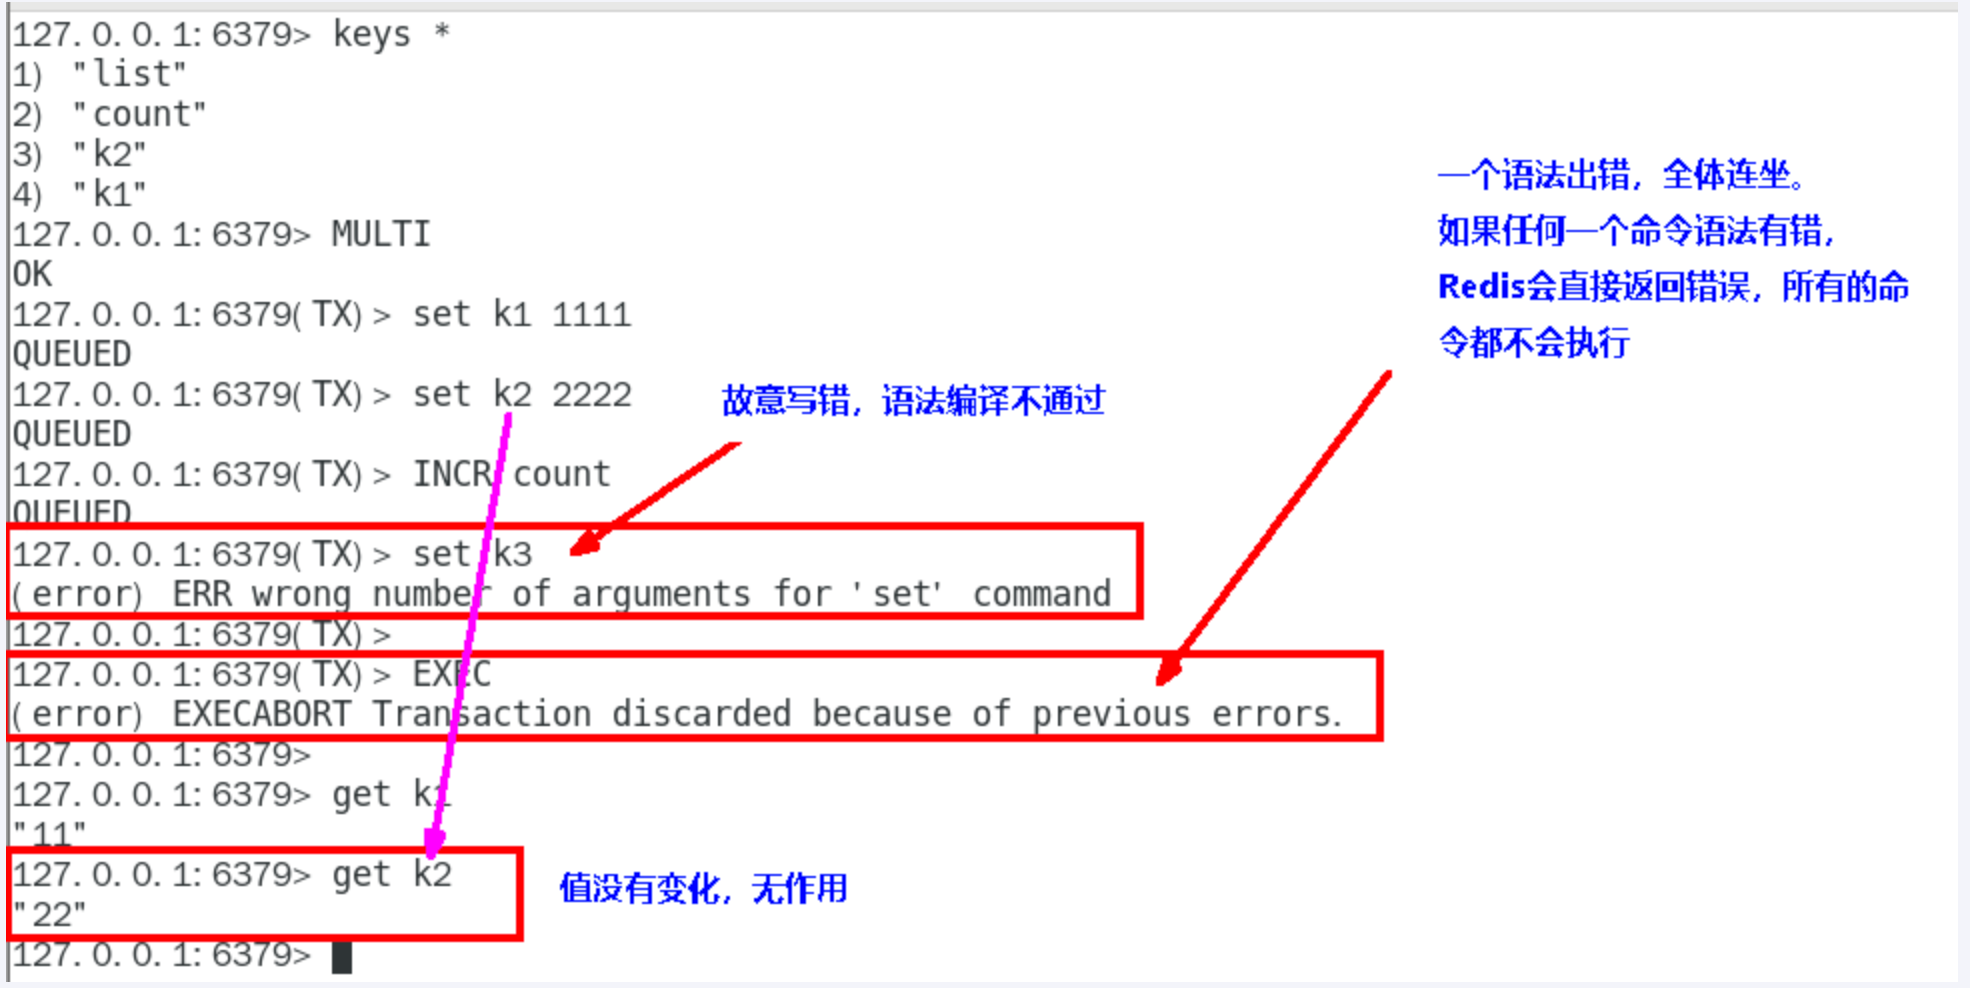 127.0.0.1:6379> keys *
1) "list"
2) "count"
3) "k2"
4) "k1"
127.0.0.1:6379> MULTI
OK
127.0.0.1:6379(TX)> set k1 1111
QUEUED
127.0.0.1:6379(TX)> set k2 2222
QUEUED
127.0.0.1:6379(TX)> INCR count
QUEUED
127.0.0.1:6379(TX)> set k3
(error) ERR wrong number of arguments for 'set' command
127.0.0.1:6379(TX)>
127.0.0.1:6379(TX)> EXEC
(error) EXECABORT Transaction discarded because of previous errors.
127.0.0.1:6379>
127.0.0.1:6379> get k1
"11"
127.0.0.1:6379> get k2
"22"
127.0.0.1:6379>
故意写错，语法编译不通过
一个语法出错，全体连坐。
如果任何一个命令语法有错，
Redis会直接返回错误，所有的命
令都不会执行
值没有变化，无作用